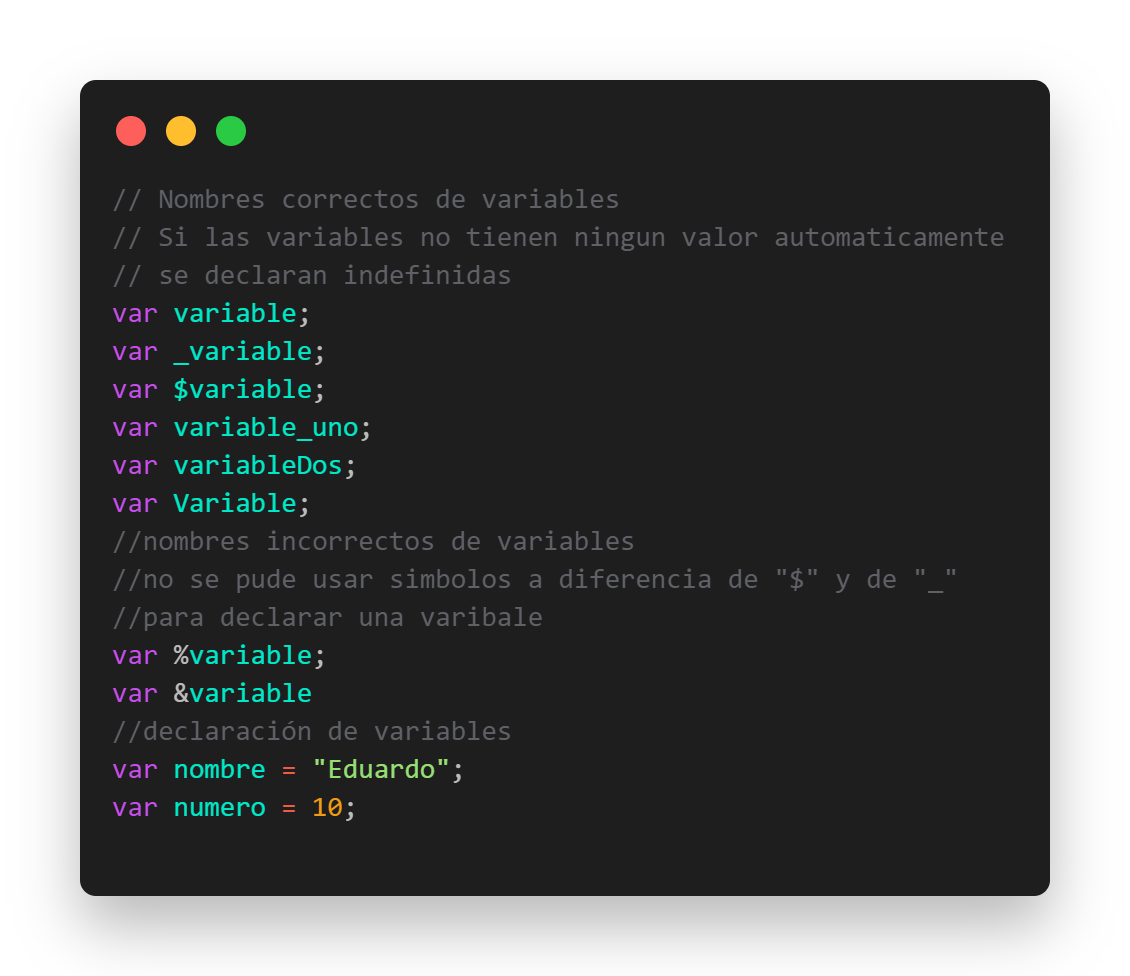 // Nombres correctos de variables
// Si las variables no tienen ningun valor automaticamente
// se declaran indefinidas
var variable;
var _variable;
var $variable;
var variable_uno;
var variableDos;
var Variable;
//nombres incorrectos de variables
//no se pude usar simbolos a diferencia de "$" y de "_"
//para declarar una varibale
var %variable;
var &variable
//declaración de variables
var nombre = "Eduardo";
var numero = 10;